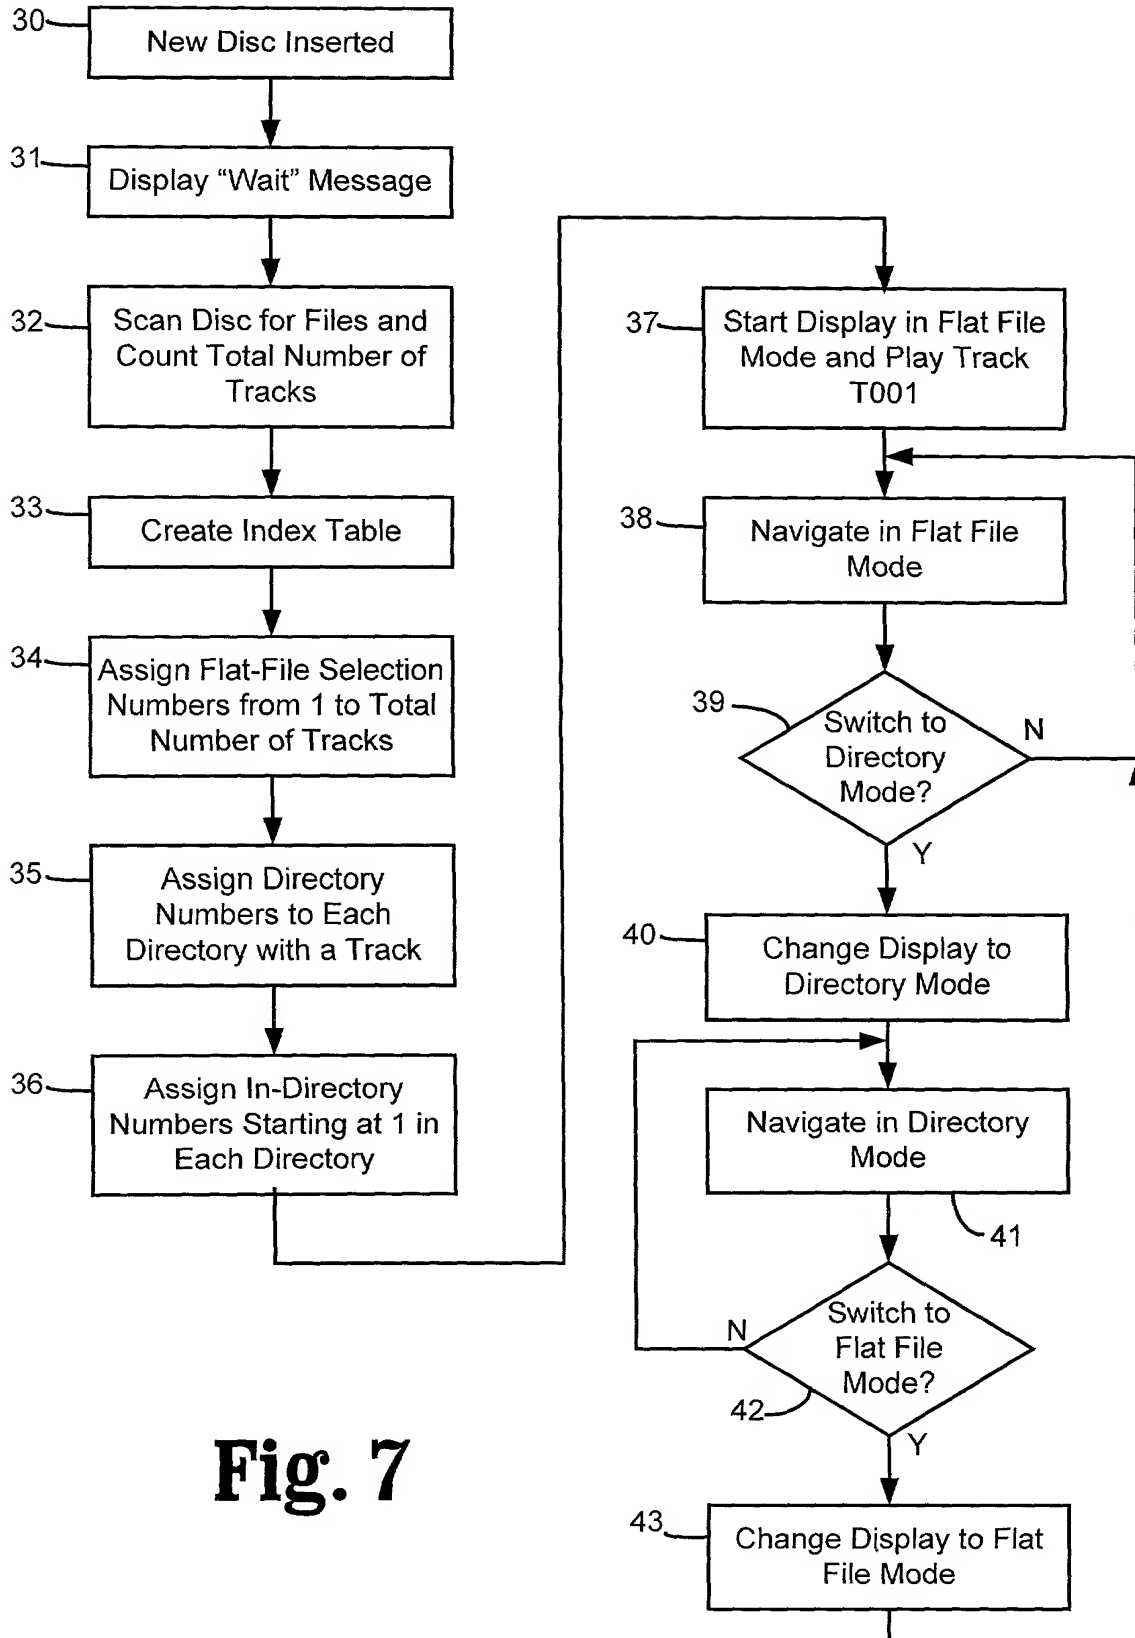 30
New Disc Inserted
31
Display “Wait” Message
32
Scan Disc for Files and
Count Total Number of
Tracks
33
Create Index Table
34
Assign Flat-File Selection
Numbers from 1 to Total
Number of Tracks
35
Assign Directory
Numbers to Each
Directory with a Track
36
Assign In-Directory
Numbers Starting at 1 in
Each Directory
37
Start Display in Flat File
Mode and Play Track
T001
38
Navigate in Flat File
Mode
39
Switch to
Directory
Mode?
N
Y
40
Change Display to
Directory Mode
Navigate in Directory
Mode
41
Switch to
Flat File
Mode?
N
42
Y
43
Change Display to Flat
File Mode
Fig. 7